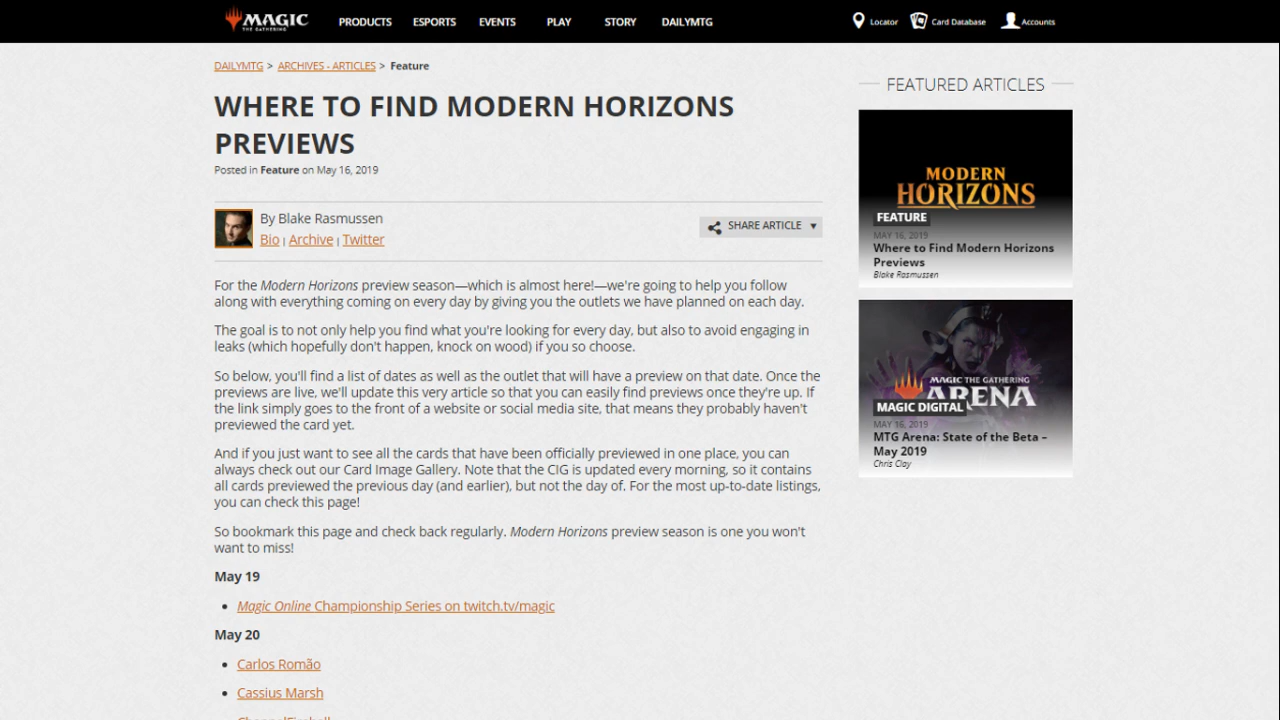 MAGIC
THE GATHERING
PRODUCTS ESPORTS EVENTS PLAY STORY DAILYMTG
Locator Card Database Accounts
DAILYMTG > ARCHIVES - ARTICLES > Feature
WHERE TO FIND MODERN HORIZONS
PREVIEWS
Posted in Feature on May 16, 2019
By Blake Rasmussen
Bio | Archive | Twitter
SHARE ARTICLE ▼
For the Modern Horizons preview season—which is almost here!—we're going to help you follow
along with everything coming on every day by giving you the outlets we have planned on each day.
The goal is to not only help you find what you're looking for every day, but also to avoid engaging in
leaks (which hopefully don't happen, knock on wood) if you so choose.
So below, you'll find a list of dates as well as the outlet that will have a preview on that date. Once the
previews are live, we'll update this very article so that you can easily find previews once they're up. If
the link simply goes to the front of a website or social media site, that means they probably haven't
previewed the card yet.
And if you just want to see all the cards that have been officially previewed in one place, you can
always check out our Card Image Gallery. Note that the CIG is updated every morning, so it contains
all cards previewed the previous day (and earlier), but not the day of. For the most up-to-date listings,
you can check this page!
So bookmark this page and check back regularly. Modern Horizons preview season is one you won't
want to miss!
May 19
• Magic Online Championship Series on twitch.tv/magic
May 20
• Carlos Romão
• Cassius Marsh
• ChannelFireball
FEATURED ARTICLES
MODERN
HORIZONS
FEATURE
MAY 16, 2019
Where to Find Modern Horizons
Previews
Blake Rasmussen
MAGIC THE GATHERING
ARENA
MAGIC DIGITAL
MAY 16, 2019
MTG Arena: State of the Beta –
May 2019
Chris Clay